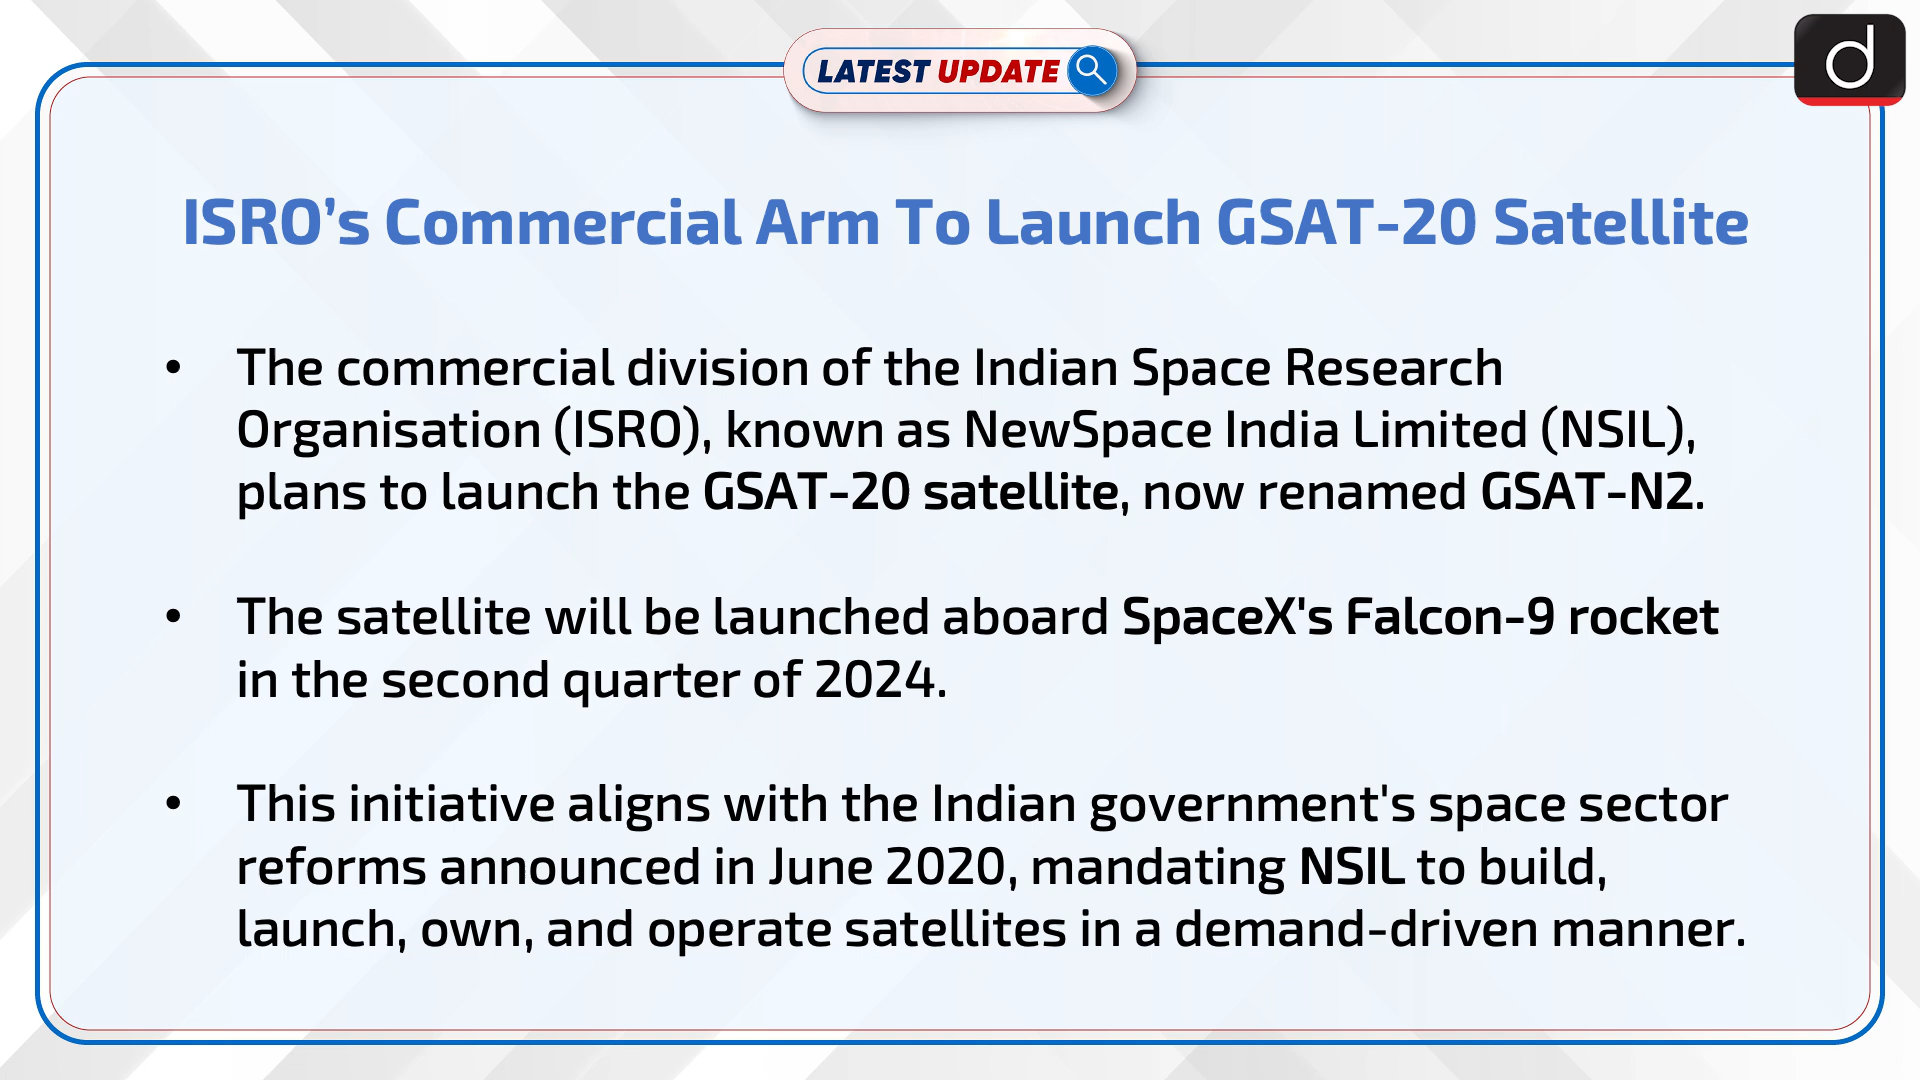 LATEST UPDATE
d
ISRO’s Commercial Arm To Launch GSAT-20 Satellite
• The commercial division of the Indian Space Research
Organisation (ISRO), known as NewSpace India Limited (NSIL),
plans to launch the GSAT-20 satellite, now renamed GSAT-N2.
• The satellite will be launched aboard SpaceX's Falcon-9 rocket
in the second quarter of 2024.
• This initiative aligns with the Indian government's space sector
reforms announced in June 2020, mandating NSIL to build,
launch, own, and operate satellites in a demand-driven manner.